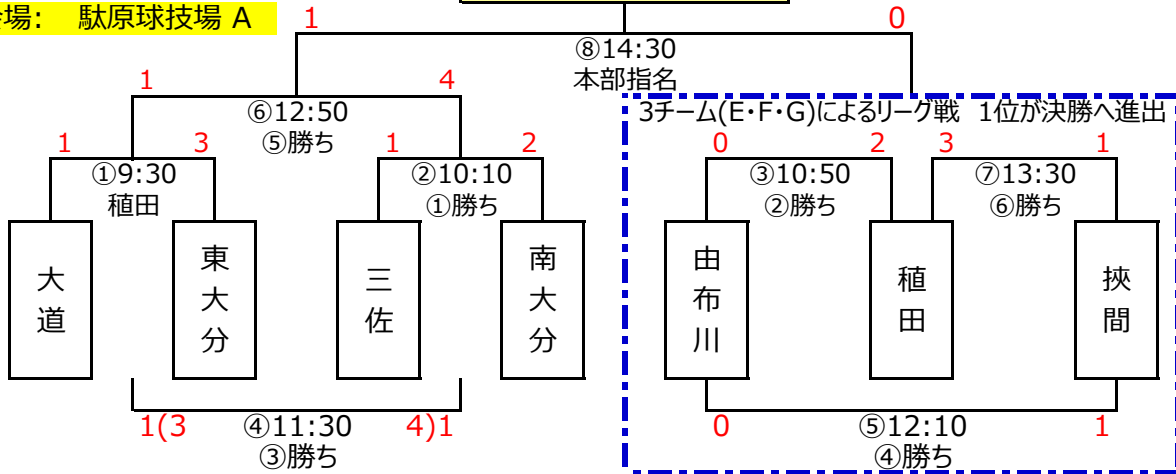 場: 駄原球技場 A
1 0
⑧14:30
本部指名
1 4
⑥12:50
⑤勝ち
3チーム(E・F・G)によるリーグ戦 1位が決勝へ進出
1 3 1 2 0 2 3 1
①9:30 ②10:10 ③10:50 ⑦13:30
稙田 ①勝ち ②勝ち ⑥勝ち
大道
東大分
三佐
南大分
由布川
稙田
挾間
1(3 ④11:30 4)1
③勝ち
0 ⑤12:10 1
④勝ち